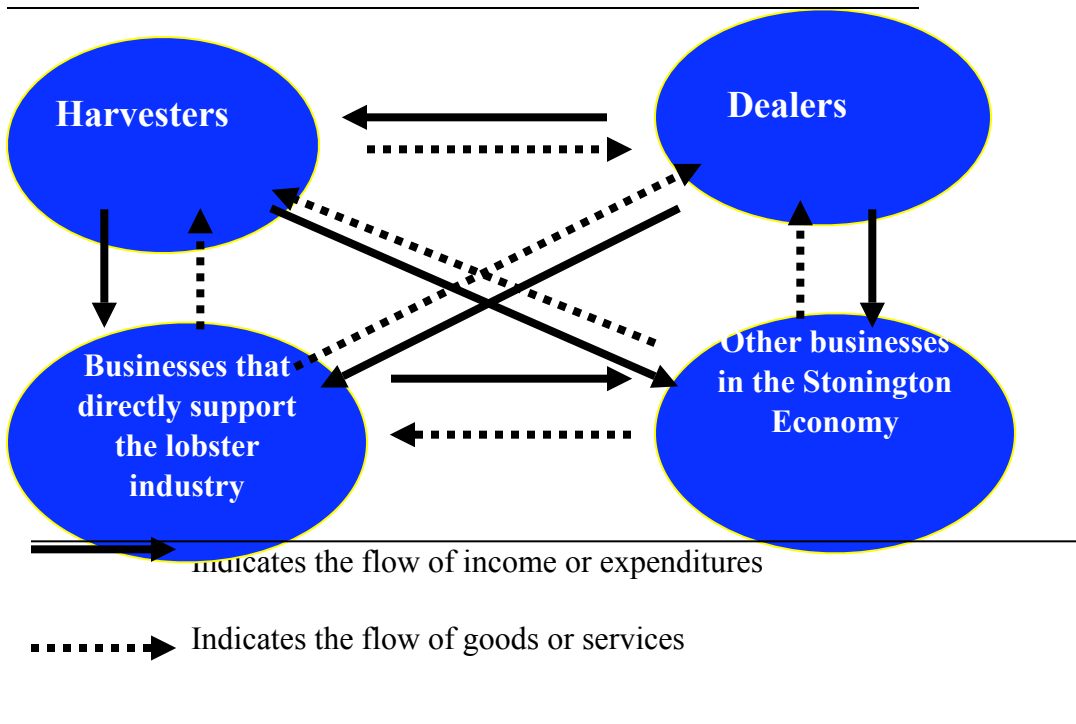 Harvesters
Dealers
Businesses that
directly support
the lobster
industry
Other businesses
in the Stonington
Economy
Indicates the flow of income or expenditures
Indicates the flow of goods or services